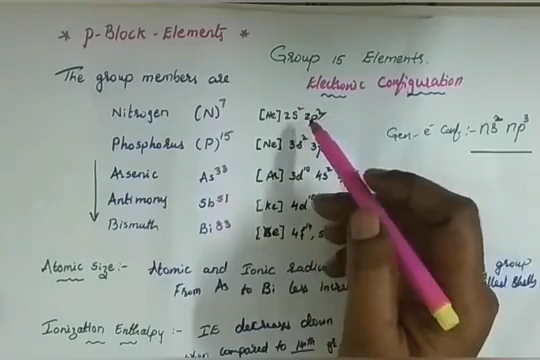 * p-Block-Elements *
Group 15 Elements.
The group members are
Electronic Configuration
Nitrogen (N)⁷ [He] 2s² 2p³
Gen-e⁻ Conf:- ns² np³
Phosphorus (P)¹⁵ [Ne] 3s²
Arsenic As³³ [Ar] 3d¹⁰ 4s²
Antimony Sb⁵¹ [Kr] 4d¹⁰
Bismuth Bi⁸³ 4f¹⁴,
Atomic Size:- Atomic and Ionic group
From As to Bi less filled Shells
Ionization Enthalpy:- IE decreases down
when compared to 14th